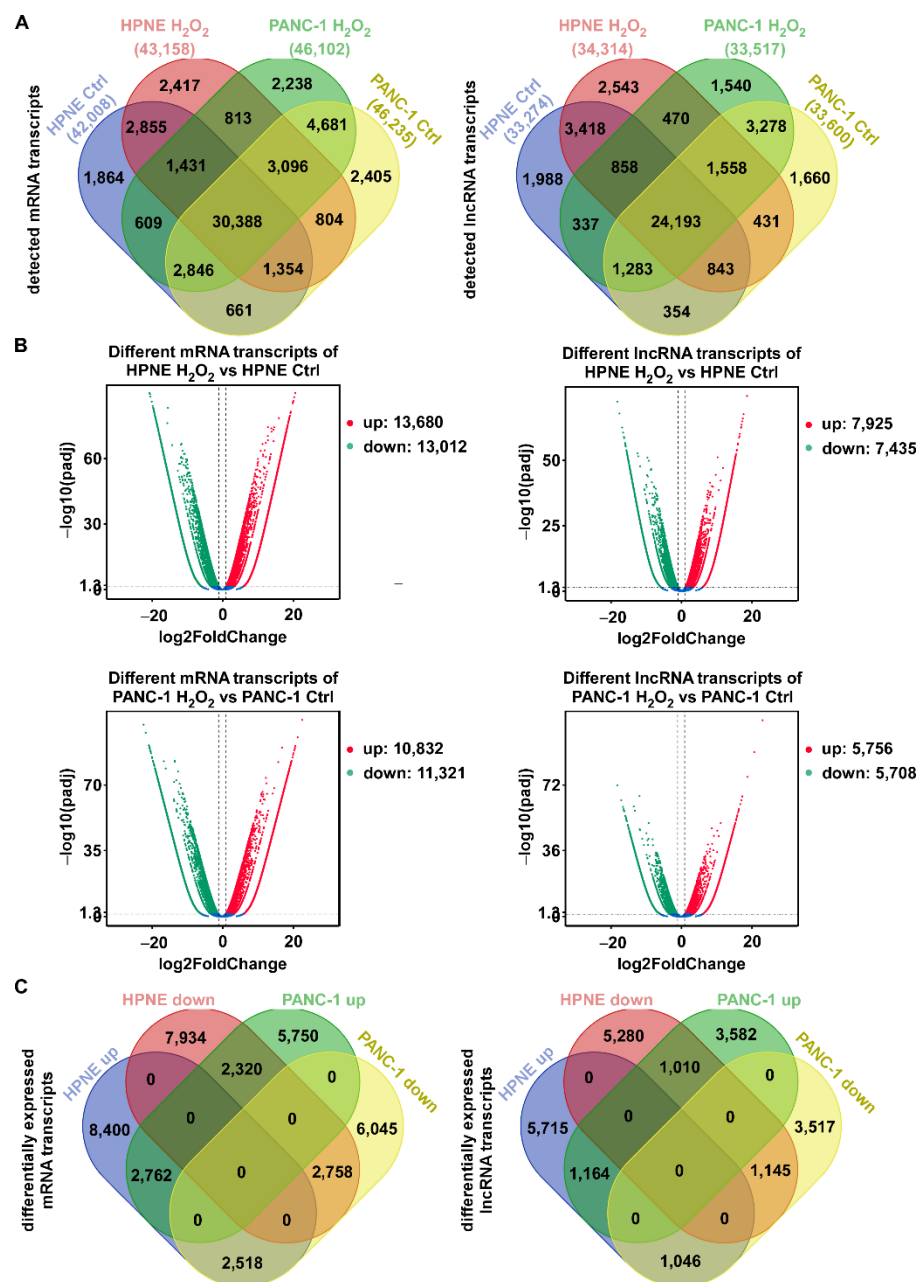 A
HPNE H₂O₂
(43,158)
PANC-1 H₂O₂
(46,102)
HPNE Ctrl
(42,008)
PANC-1 Ctrl
(46,235)
detected mRNA transcripts
2,417
2,238
2,855
813
4,681
1,864
1,431
3,096
2,405
609
30,388
804
2,846
1,354
661
HPNE H₂O₂
(34,314)
PANC-1 H₂O₂
(33,517)
HPNE Ctrl
(33,274)
PANC-1 Ctrl
(33,600)
detected lncRNA transcripts
2,543
1,540
3,418
470
3,278
1,988
858
1,558
1,660
337
24,193
431
1,283
843
354
B
Different mRNA transcripts of
HPNE H₂O₂ vs HPNE Ctrl
up: 13,680
down: 13,012
−log10(padj)
60
30
1.3
0
−20 0 20
log2FoldChange
Different lncRNA transcripts of
HPNE H₂O₂ vs HPNE Ctrl
up: 7,925
down: 7,435
−log10(padj)
50
25
1.3
0
−20 0 20
log2FoldChange
Different mRNA transcripts of
PANC-1 H₂O₂ vs PANC-1 Ctrl
up: 10,832
down: 11,321
−log10(padj)
70
35
1.3
0
−20 0 20
log2FoldChange
Different lncRNA transcripts of
PANC-1 H₂O₂ vs PANC-1 Ctrl
up: 5,756
down: 5,708
−log10(padj)
72
36
1.3
0
−20 0 20
log2FoldChange
C
HPNE down
PANC-1 up
HPNE up
PANC-1 down
differentially expressed
mRNA transcripts
7,934
5,750
0
2,320
0
8,400
0
0
6,045
2,762
0
2,758
0
0
2,518
HPNE down
PANC-1 up
HPNE up
PANC-1 down
differentially expressed
lncRNA transcripts
5,280
3,582
0
1,010
0
5,715
0
0
3,517
1,164
0
1,145
0
0
1,046